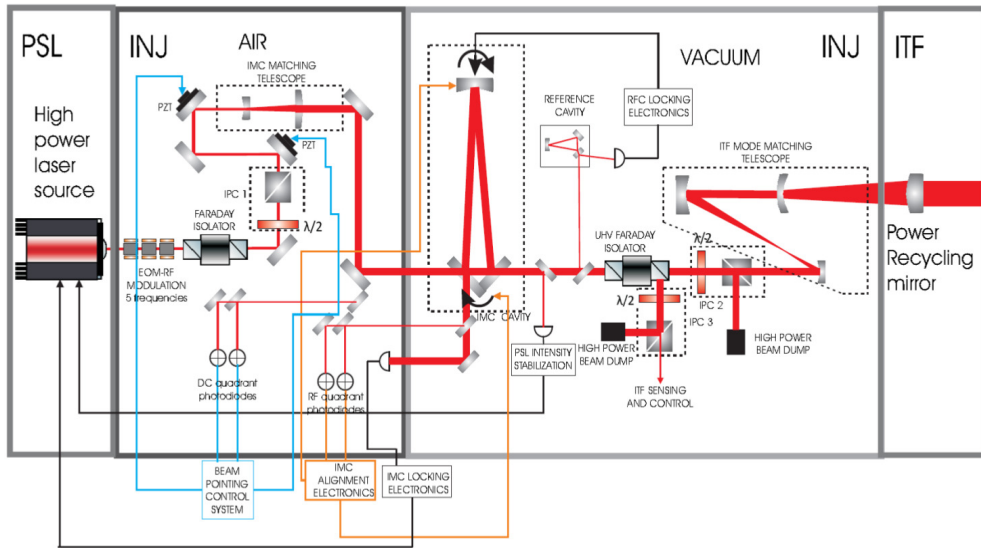 PSL
INJ
AIR
VACUUM
INJ
ITF
IMC MATCHING
TELESCOPE
PZT
PZT
High
power
laser
source
IPC 1
λ/2
FARADAY
ISOLATOR
EOM-RF
MODULATION
5 frequencies
REFERENCE
CAVITY
RFC LOCKING
ELECTRONICS
ITF MODE MATCHING
TELESCOPE
UHV FARADAY
ISOLATOR
λ/2
IPC 2
λ/2
IPC 3
Power
Recycling
mirror
IMC CAVITY
PSL INTENSITY
STABILIZATION
HIGH POWER
BEAM DUMP
HIGH POWER
BEAM DUMP
ITF SENSING
AND CONTROL
DC quadrant
photodiodes
RF quadrant
photodiodes
BEAM
POINTING
CONTROL
SYSTEM
IMC
ALIGNMENT
ELECTRONICS
IMC LOCKING
ELECTRONICS